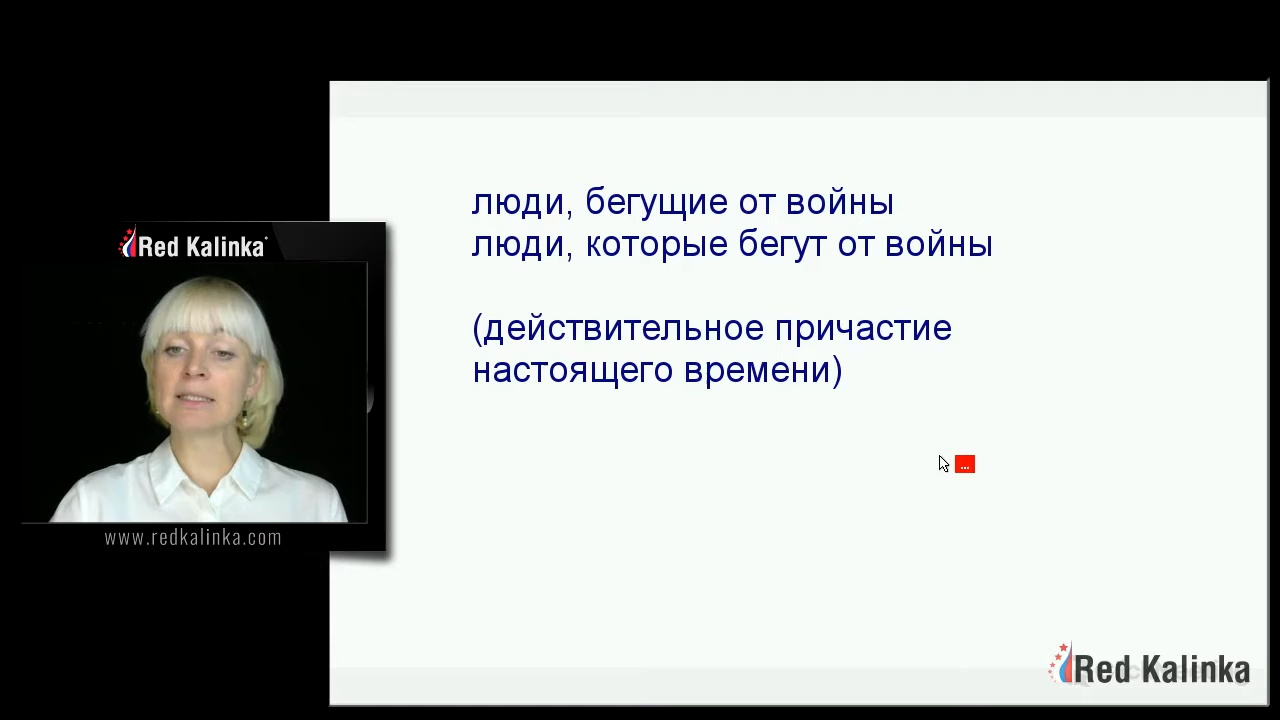 Red Kalinka
www.redkalinka.com
люди, бегущие от войны
люди, которые бегут от войны
(действительное причастие
настоящего времени)
...
Red Kalinka